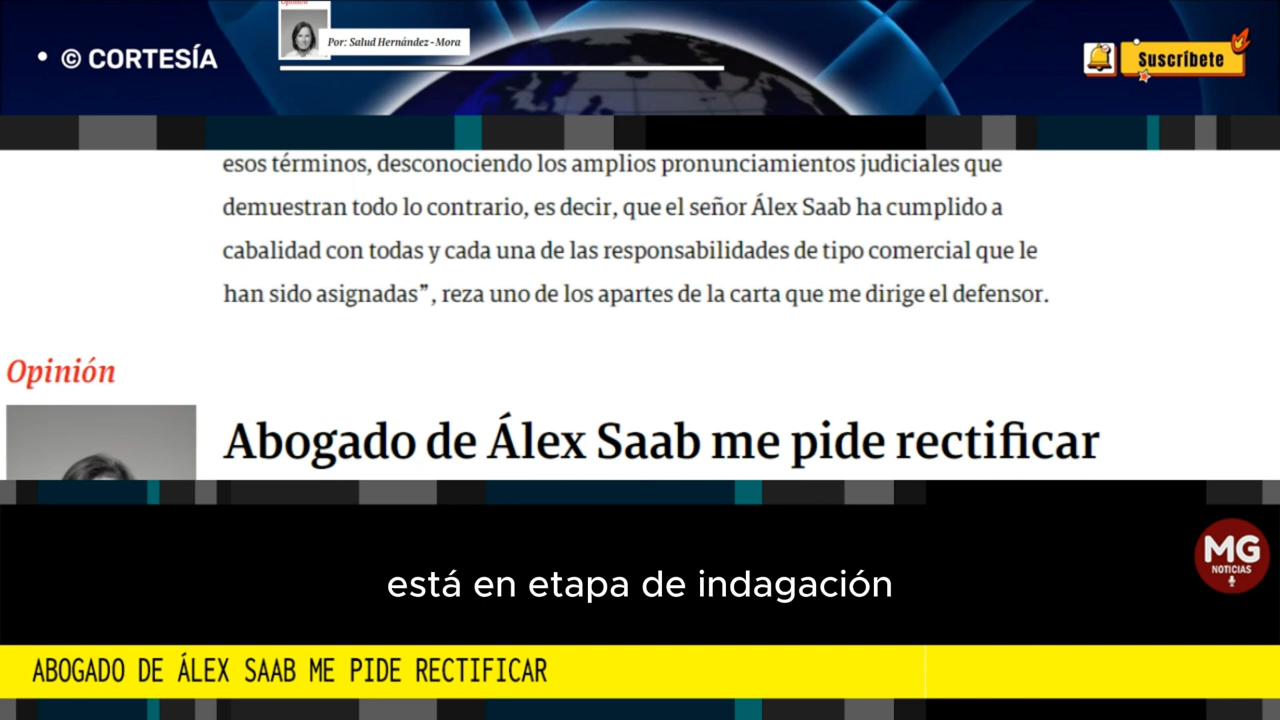 Opinión
• © CORTESÍA
Por: Salud Hernández-Mora
Suscríbete
esos términos, desconociendo los amplios pronunciamientos judiciales que
demuestran todo lo contrario, es decir, que el señor Álex Saab ha cumplido a
cabalidad con todas y cada una de las responsabilidades de tipo comercial que le
han sido asignadas”, reza uno de los apartes de la carta que me dirige el defensor.
Opinión
Abogado de Álex Saab me pide rectificar
MG
NOTICIAS
está en etapa de indagación
ABOGADO DE ÁLEX SAAB ME PIDE RECTIFICAR